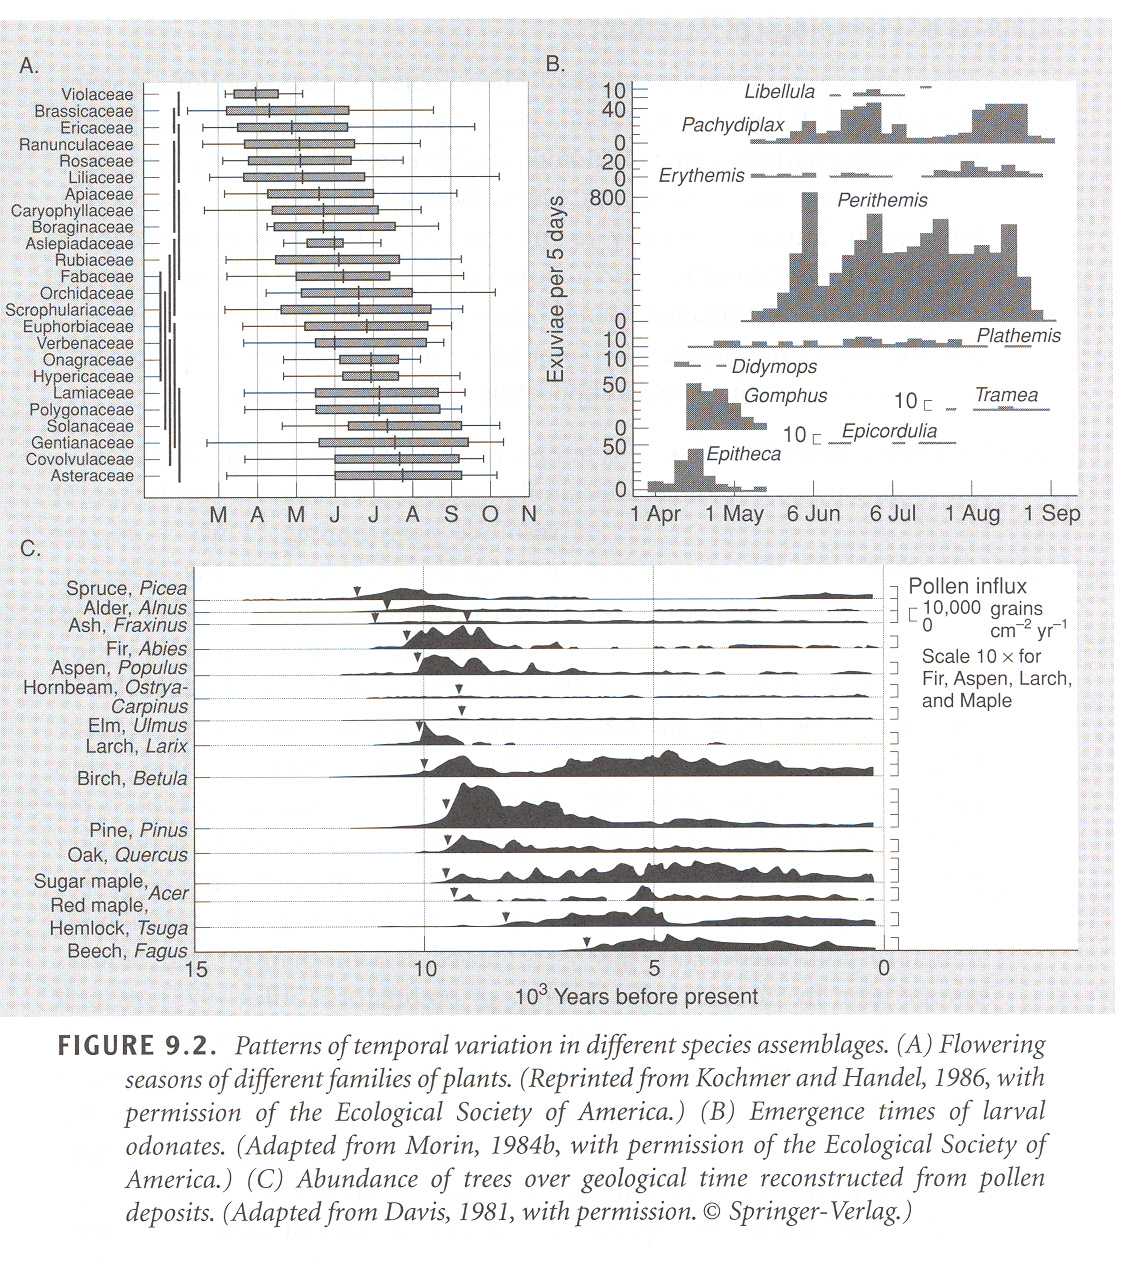 A.
Violaceae
Brassicaceae
Ericaceae
Ranunculaceae
Rosaceae
Liliaceae
Apiaceae
Caryophyllaceae
Boraginaceae
Aslepiadaceae
Rubiaceae
Fabaceae
Orchidaceae
Scrophulariaceae
Euphorbiaceae
Verbenaceae
Onagraceae
Hypericaceae
Lamiaceae
Polygonaceae
Solanaceae
Gentianaceae
Covolvulaceae
Asteraceae
M A M J J A S O N
B.
Exuviae per 5 days
10
Libellula
40
Pachydiplax
0
20
Erythemis
0
800
Perithemis
0
Plathemis
10
10
Didymops
50
Gomphus
10
Tramea
0
10
Epicordulia
50
Epitheca
0
1 Apr 1 May 6 Jun 6 Jul 1 Aug 1 Sep
C.
Spruce, Picea
Alder, Alnus
Ash, Fraxinus
Fir, Abies
Aspen, Populus
Hornbeam, Ostrya-
Carpinus
Elm, Ulmus
Larch, Larix
Birch, Betula
Pine, Pinus
Oak, Quercus
Sugar maple,
Acer
Red maple,
Hemlock, Tsuga
Beech, Fagus
Pollen influx
10,000 grains
0 cm⁻² yr⁻¹
Scale 10 × for
Fir, Aspen, Larch,
and Maple
15 10 5 0
10³ Years before present
FIGURE 9.2. Patterns of temporal variation in different species assemblages. (A) Flowering
seasons of different families of plants. (Reprinted from Kochmer and Handel, 1986, with
permission of the Ecological Society of America.) (B) Emergence times of larval
odonates. (Adapted from Morin, 1984b, with permission of the Ecological Society of
America.) (C) Abundance of trees over geological time reconstructed from pollen
deposits. (Adapted from Davis, 1981, with permission. © Springer-Verlag.)